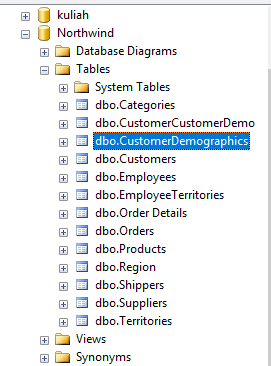 kuliah
Northwind
Database Diagrams
Tables
System Tables
dbo.Categories
dbo.CustomerCustomerDemo
dbo.CustomerDemographics
dbo.Customers
dbo.Employees
dbo.EmployeeTerritories
dbo.Order Details
dbo.Orders
dbo.Products
dbo.Region
dbo.Shippers
dbo.Suppliers
dbo.Territories
Views
Synonyms